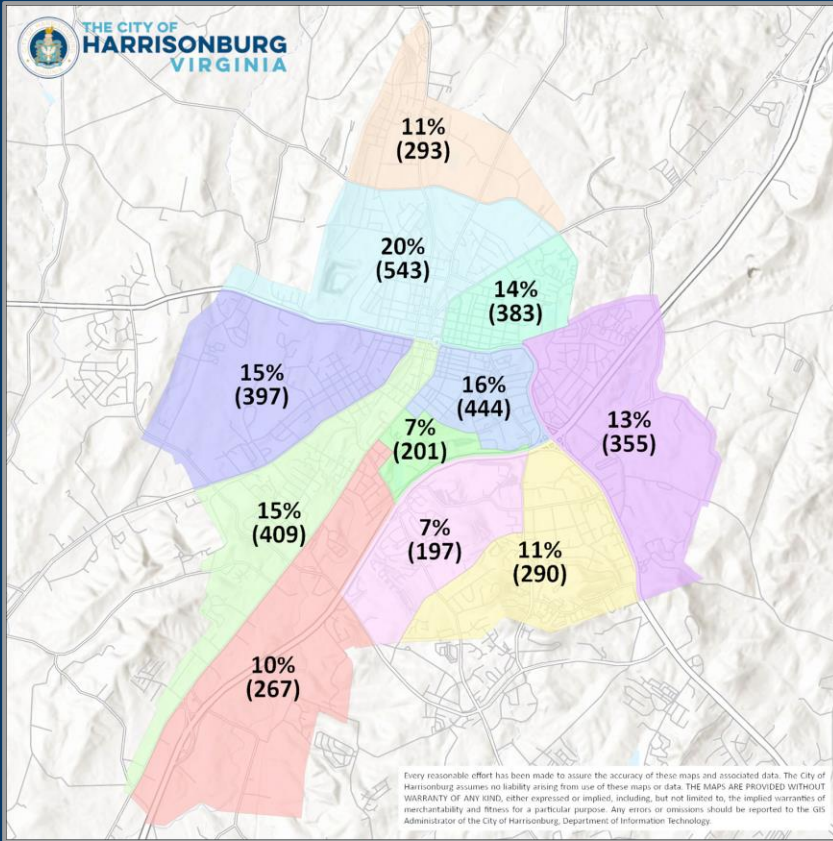 THE CITY OF
HARRISONBURG
VIRGINIA
11%
(293)
20%
(543)
14%
(383)
15%
(397)
16%
(444)
13%
(355)
7%
(201)
15%
(409)
7%
(197)
11%
(290)
10%
(267)
Every reasonable effort has been made to assure the accuracy of these maps and associated data. The City of
Harrisonburg assumes no liability arising from use of these maps or data. THE MAPS ARE PROVIDED WITHOUT
WARRANTY OF ANY KIND, either expressed or implied, including, but not limited to, the implied warranties of
merchantability and fitness for a particular purpose. Any errors or omissions should be reported to the GIS
Administrator of the City of Harrisonburg, Department of Information Technology.